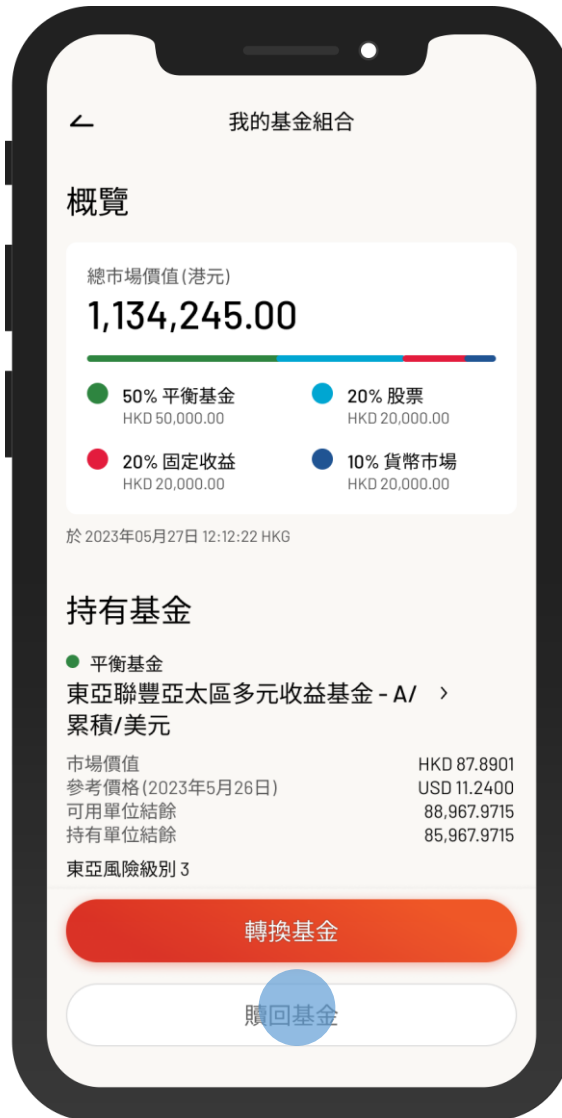 我的基金組合
概覽
總市場價值(港元)
1,134,245.00
50% 平衡基金
HKD 50,000.00
20% 股票
HKD 20,000.00
20% 固定收益
HKD 20,000.00
10% 貨幣市場
HKD 20,000.00
於 2023年05月27日 12:12:22 HKG
持有基金
平衡基金
東亞聯豐亞太區多元收益基金 - A/
累積/美元
市場價值 HKD 87.8901
參考價格(2023年5月26日) USD 11.2400
可用單位結餘 88,967.9715
持有單位結餘 85,967.9715
東亞風險級別 3
轉換基金
贖回基金